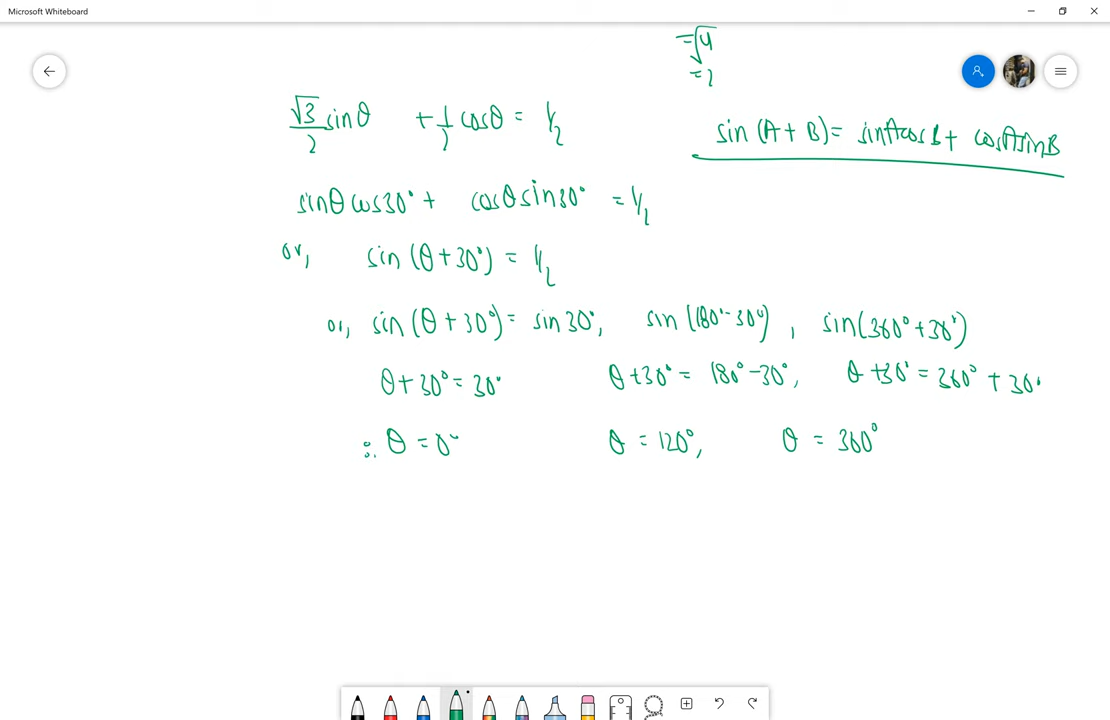 Microsoft Whiteboard
=√4
=2
√3/2 sinθ + 1/2 cosθ = 1/2
sin (A + B) = sinAcosB + cosAsinB
sinθ cos30° + cosθ sin30° = 1/2
or, sin (θ + 30°) = 1/2
or, sin (θ + 30°) = sin 30°, sin (180° - 30°), sin(360° + 30°)
θ + 30° = 30° θ + 30° = 180° - 30°, θ + 30° = 360° + 30°
∴ θ = 0° θ = 120°, θ = 360°